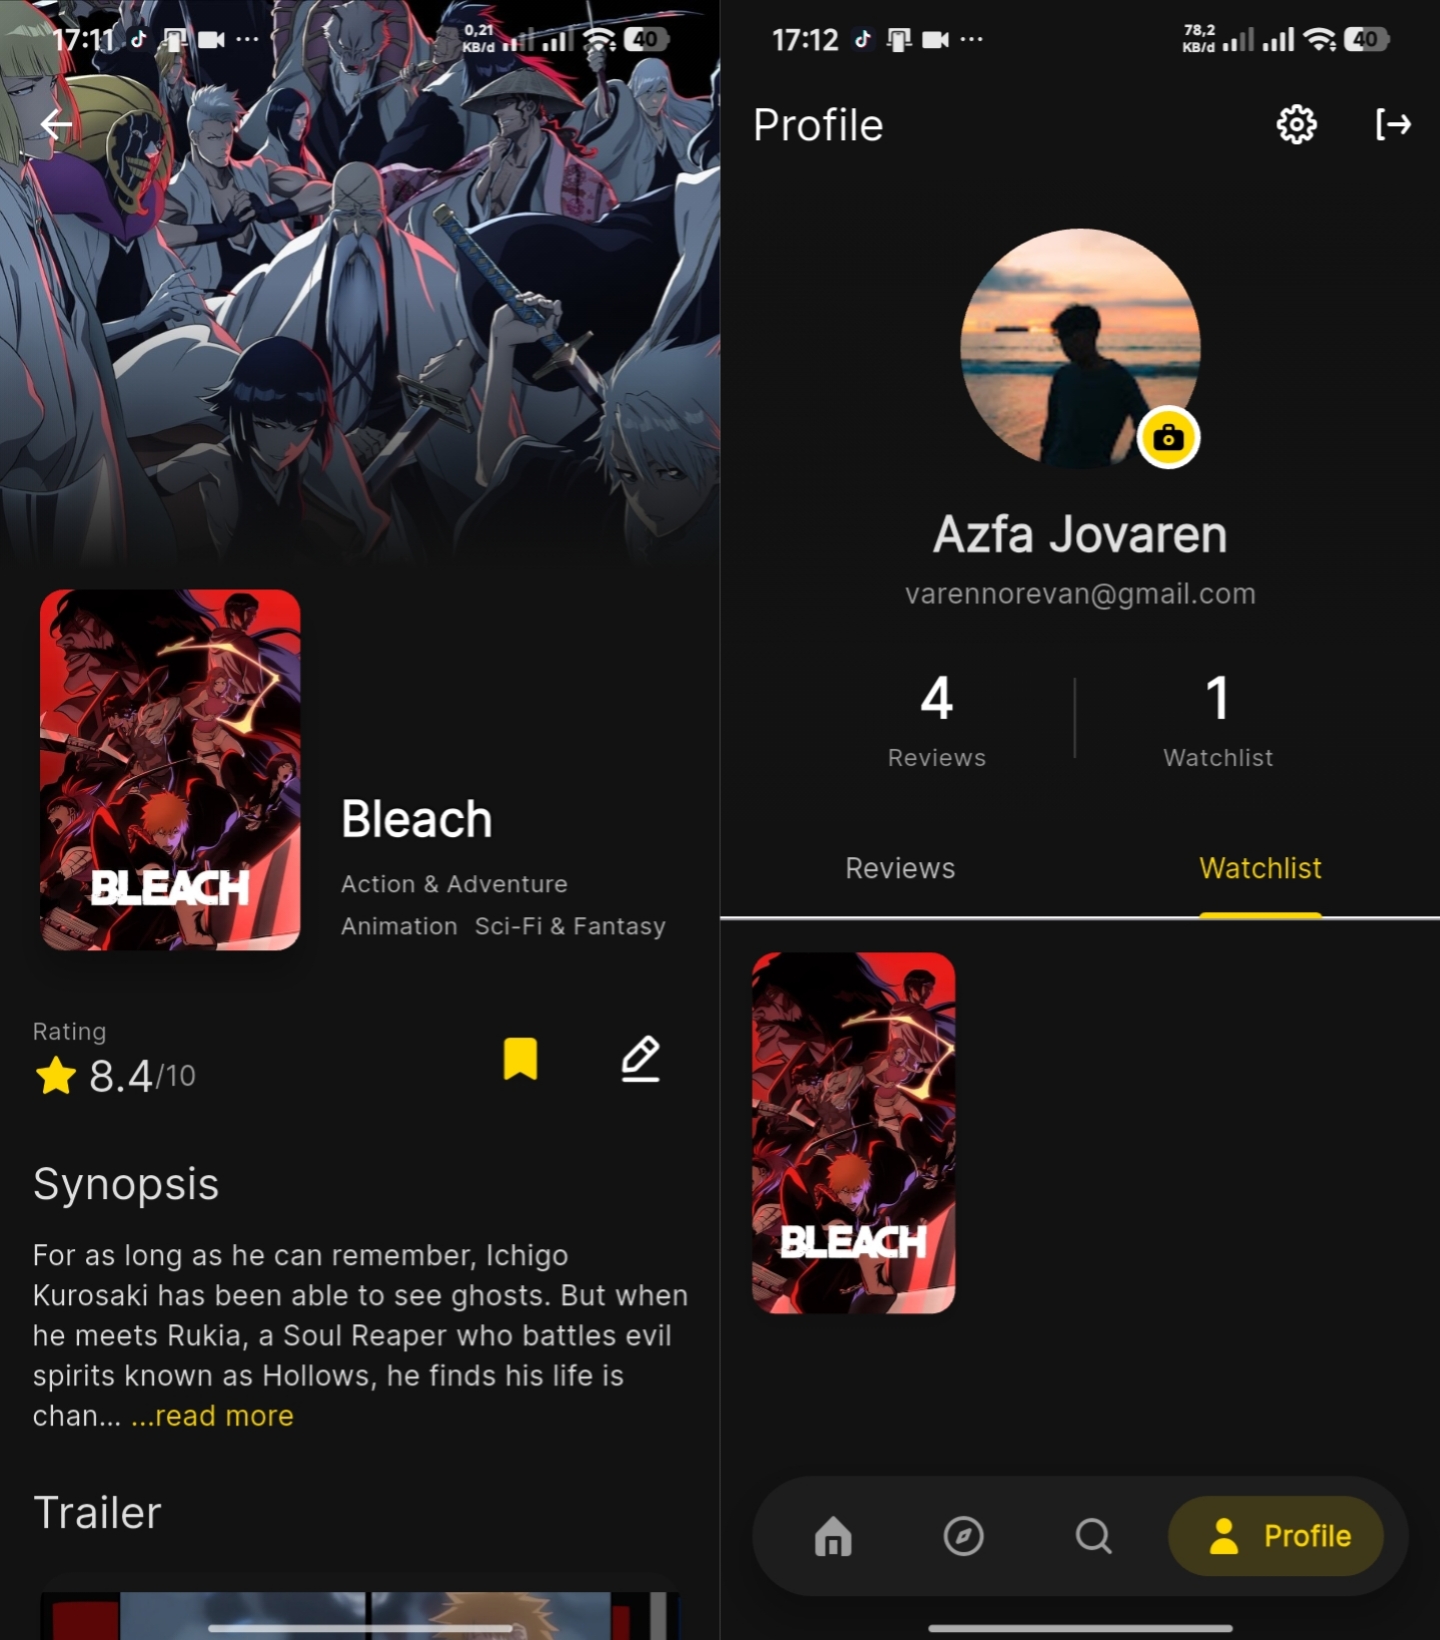 17:11
0,21
KB/d
40
BLEACH
Bleach
Action & Adventure
Animation Sci-Fi & Fantasy
Rating
8.4/10
Synopsis
For as long as he can remember, Ichigo
Kurosaki has been able to see ghosts. But when
he meets Rukia, a Soul Reaper who battles evil
spirits known as Hollows, he finds his life is
chan... ...read more
Trailer
17:12
78,2
KB/d
40
Profile
Azfa Jovaren
varennorevan@gmail.com
4
1
Reviews
Watchlist
Reviews
Watchlist
BLEACH
Profile